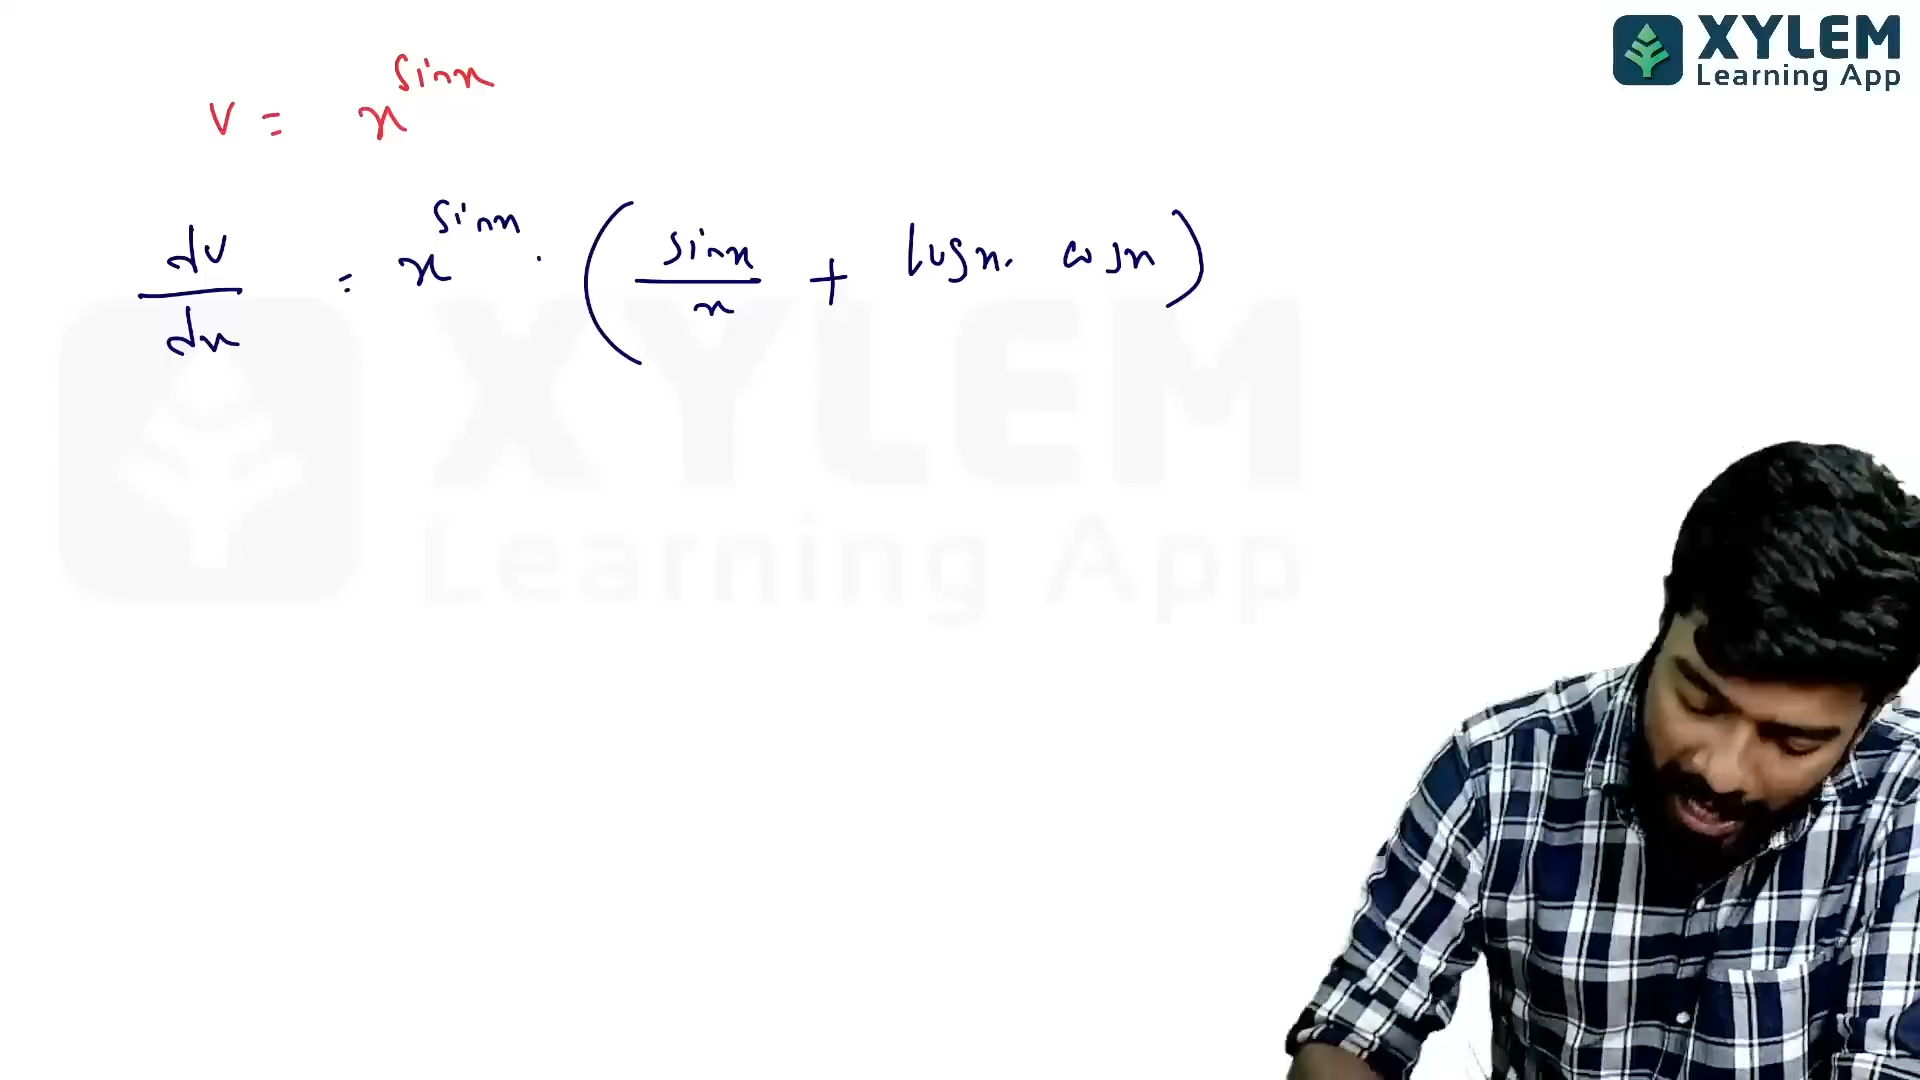 XYLEM
Learning App
v = x^sinx
dv/dx = x^sinx · ( sinx/x + logx. cosx )
XYLEM
Learning App